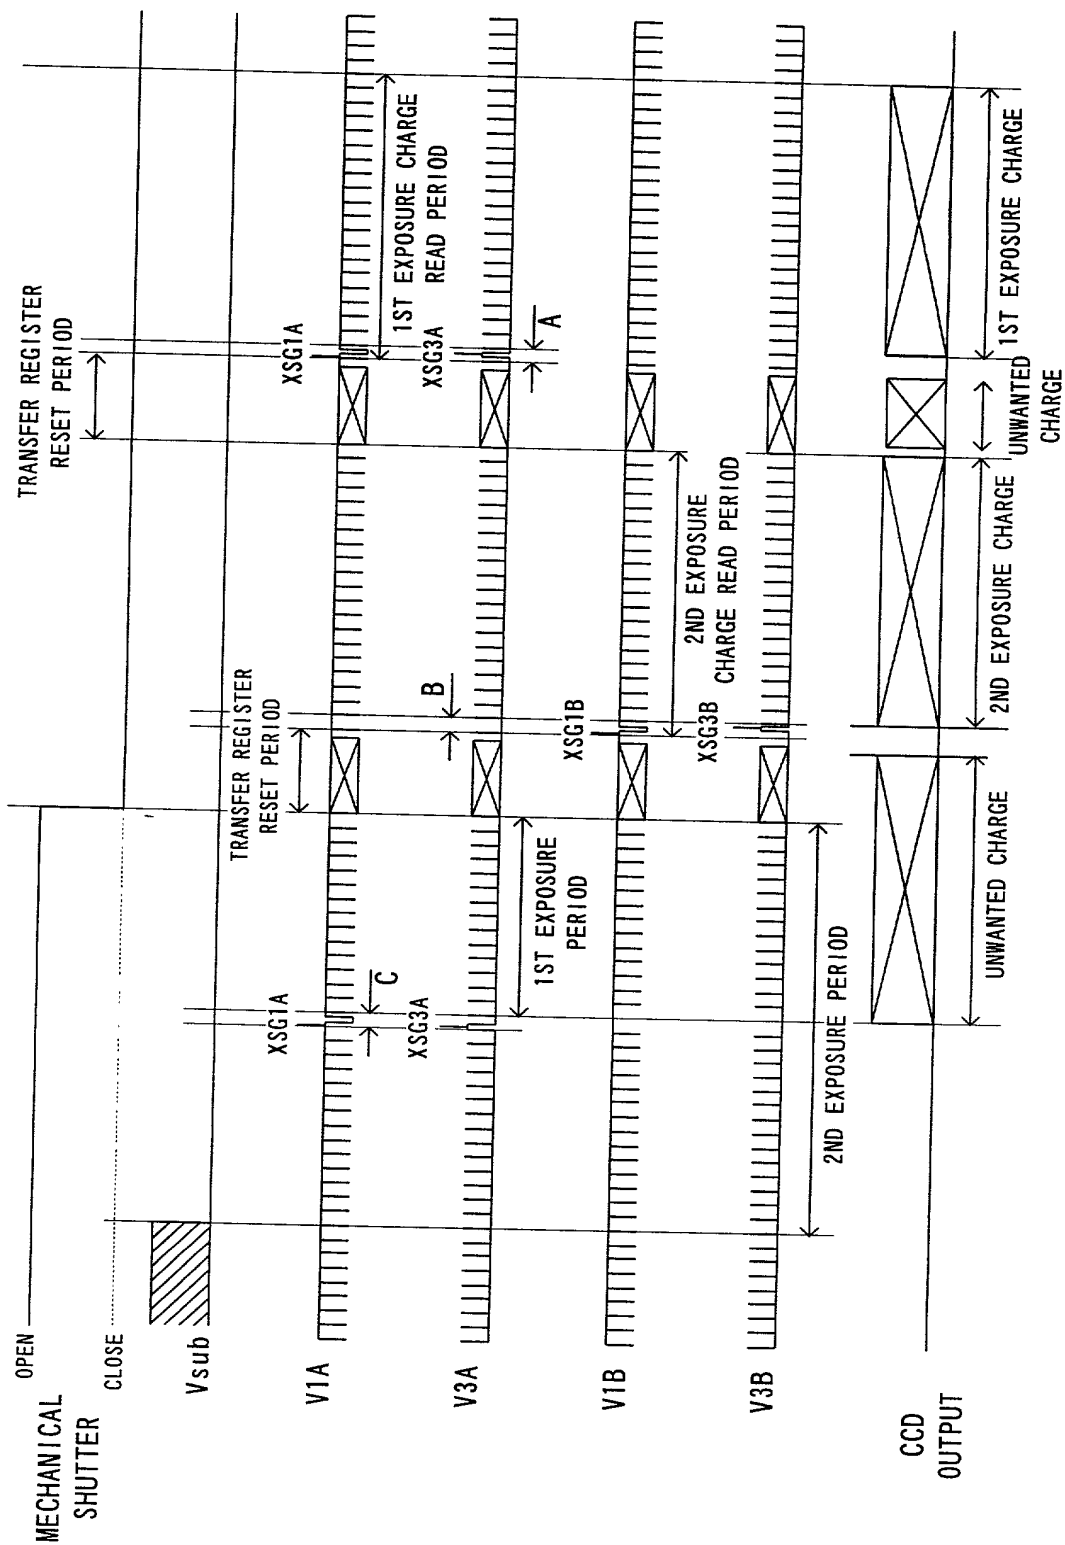 MECHANICAL
SHUTTER
OPEN
CLOSE
Vsub
V1A
V3A
V1B
V3B
CCD
OUTPUT
TRANSFER REGISTER
RESET PERIOD
TRANSFER REGISTER
RESET PERIOD
XSG1A
C
XSG3A
XSG1A
1ST EXPOSURE CHARGE
READ PERIOD
XSG3A
A
B
1ST EXPOSURE
PERIOD
XSG1B
2ND EXPOSURE
CHARGE READ PERIOD
XSG3B
2ND EXPOSURE PERIOD
UNWANTED CHARGE
2ND EXPOSURE CHARGE
UNWANTED
CHARGE
1ST EXPOSURE CHARGE